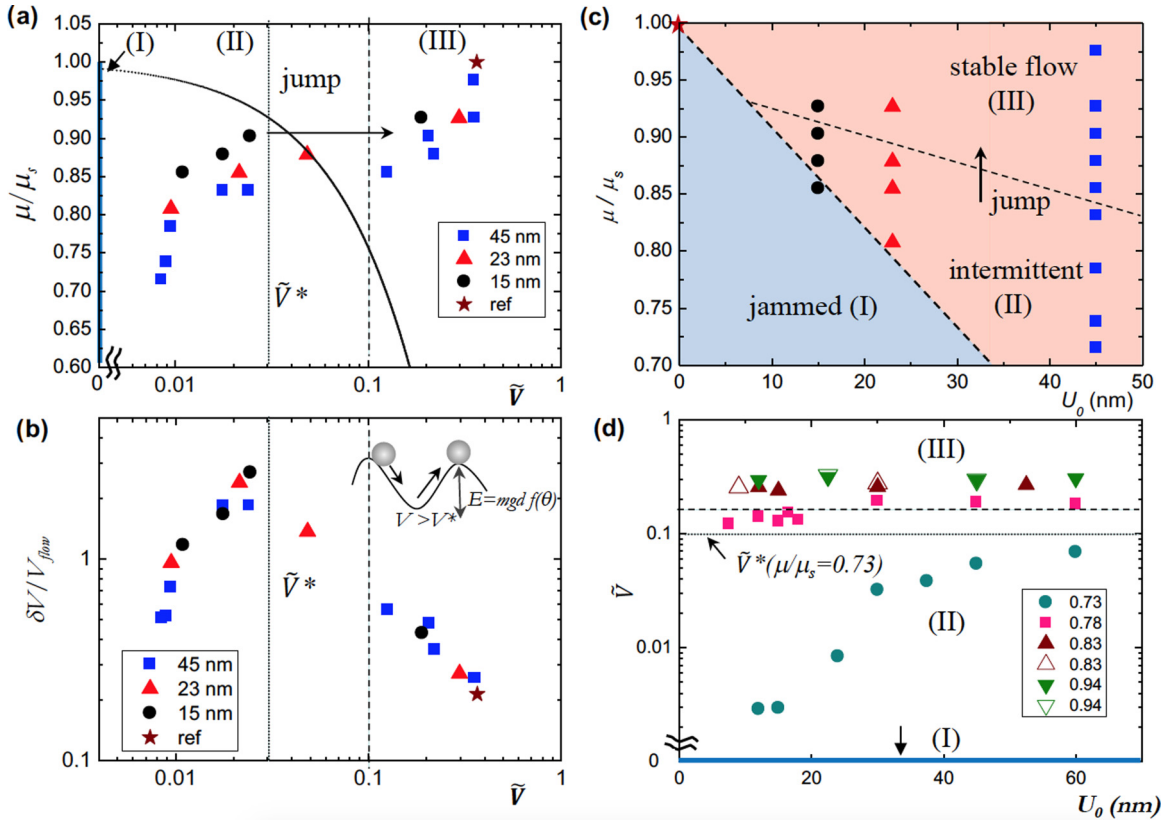 (a)
1.05
1.00
0.95
0.90
0.85
0.80
0.75
0.70
0.65
0.60
μ/μs
(I)
(II)
(III)
jump
Ṽ*
45 nm
23 nm
15 nm
ref
0
0.01
0.1
1
Ṽ
(b)
1
0.1
δV/Vflow
E=mgd f(θ)
V > V*
Ṽ*
45 nm
23 nm
15 nm
ref
0.01
0.1
1
Ṽ
(c)
1.00
0.95
0.90
0.85
0.80
0.75
0.70
μ/μs
stable flow
(III)
jump
intermittent
(II)
jammed (I)
0
10
20
30
40
50
U0 (nm)
(d)
1
0.1
0.01
0
Ṽ
(III)
Ṽ*(μ/μs=0.73)
(II)
0.73
0.78
0.83
0.83
0.94
0.94
(I)
0
20
40
60
U0 (nm)